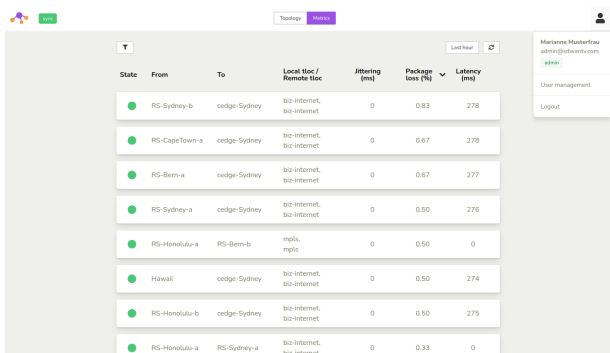 sync
Topology Metrics
Last hour
Marianne Musterfrau
admin@sdwantv.com
admin
User management
Logout
State From To Local tloc / Remote tloc Jittering (ms) Package loss (%) Latency (ms)
RS-Sydney-b cedge-Sydney biz-internet, biz-internet 0 0.83 278
RS-CapeTown-a cedge-Sydney biz-internet, biz-internet 0 0.67 278
RS-Bern-a cedge-Sydney biz-internet, biz-internet 0 0.67 277
RS-Sydney-a cedge-Sydney biz-internet, biz-internet 0 0.50 276
RS-Honolulu-a RS-Bern-b mpls, mpls 0 0.50 0
Hawaii cedge-Sydney biz-internet, biz-internet 0 0.50 274
RS-Honolulu-b cedge-Sydney biz-internet, biz-internet 0 0.50 275
RS-Honolulu-a RS-Sydney-a biz-internet, biz-internet 0 0.33 0